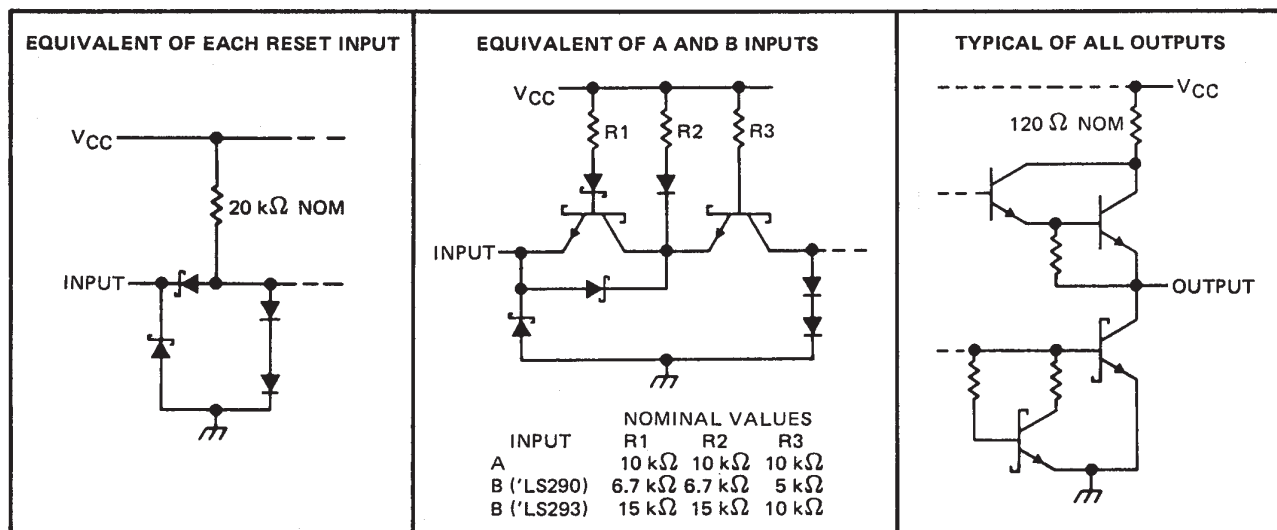 EQUIVALENT OF EACH RESET INPUT
VCC
20 kΩ NOM
INPUT
EQUIVALENT OF A AND B INPUTS
VCC
R1 R2 R3
INPUT
NOMINAL VALUES
INPUT R1 R2 R3
A 10 kΩ 10 kΩ 10 kΩ
B ('LS290) 6.7 kΩ 6.7 kΩ 5 kΩ
B ('LS293) 15 kΩ 15 kΩ 10 kΩ
TYPICAL OF ALL OUTPUTS
VCC
120 Ω NOM
OUTPUT